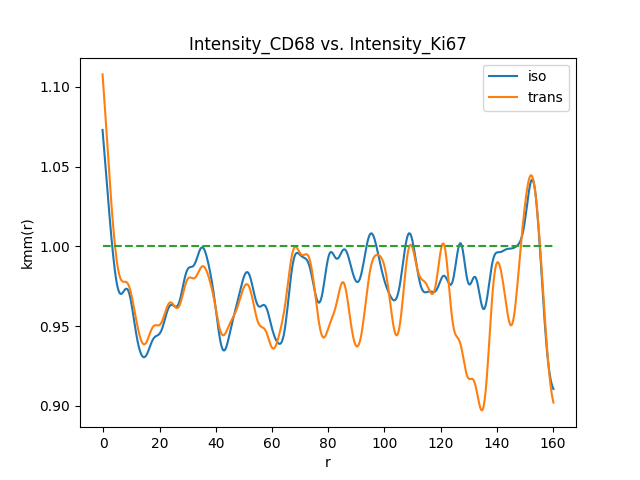 Intensity_CD68 vs. Intensity_Ki67
iso
trans
kmm(r)
1.10
1.05
1.00
0.95
0.90
0 20 40 60 80 100 120 140 160
r